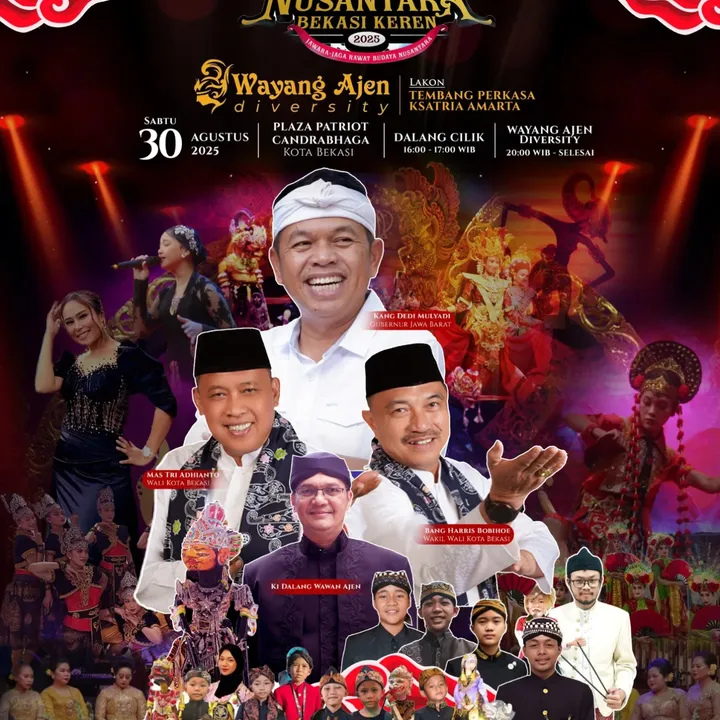 NUSANTARA
BEKASI KEREN
2025
JAWARA-JAGA RAWAT BUDAYA NUSANTARA
Wayang Ajen
diversity
LAKON
TEMBANG PERKASA
KSATRIA AMARTA
SABTU
30 AGUSTUS
2025
PLAZA PATRIOT
CANDRABHAGA
KOTA BEKASI
DALANG CILIK
16:00 - 17:00 WIB
WAYANG AJEN
DIVERSITY
20:00 WIB - SELESAI
KANG DEDI MULYADI
GUBERNUR JAWA BARAT
MAS TRI ADHIANTO
WALI KOTA BEKASI
BANG HARRIS BOBIHOE
WAKIL WALI KOTA BEKASI
KI DALANG WAWAN AJEN